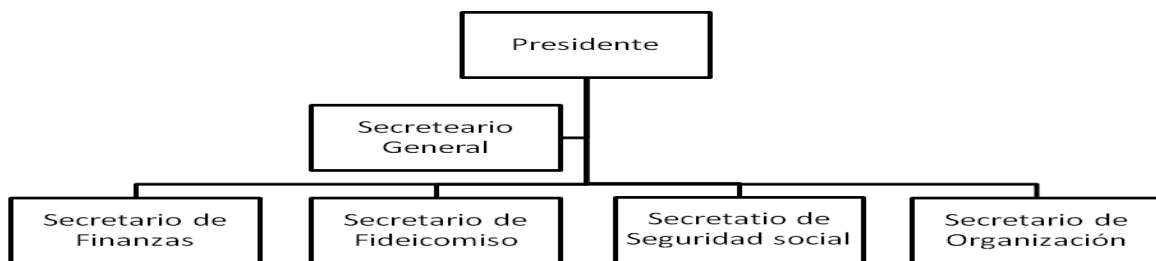 Presidente
Secreteario
General
Secretario de
Finanzas
Secretario de
Fideicomiso
Secretatio de
Seguridad social
Secretario de
Organización